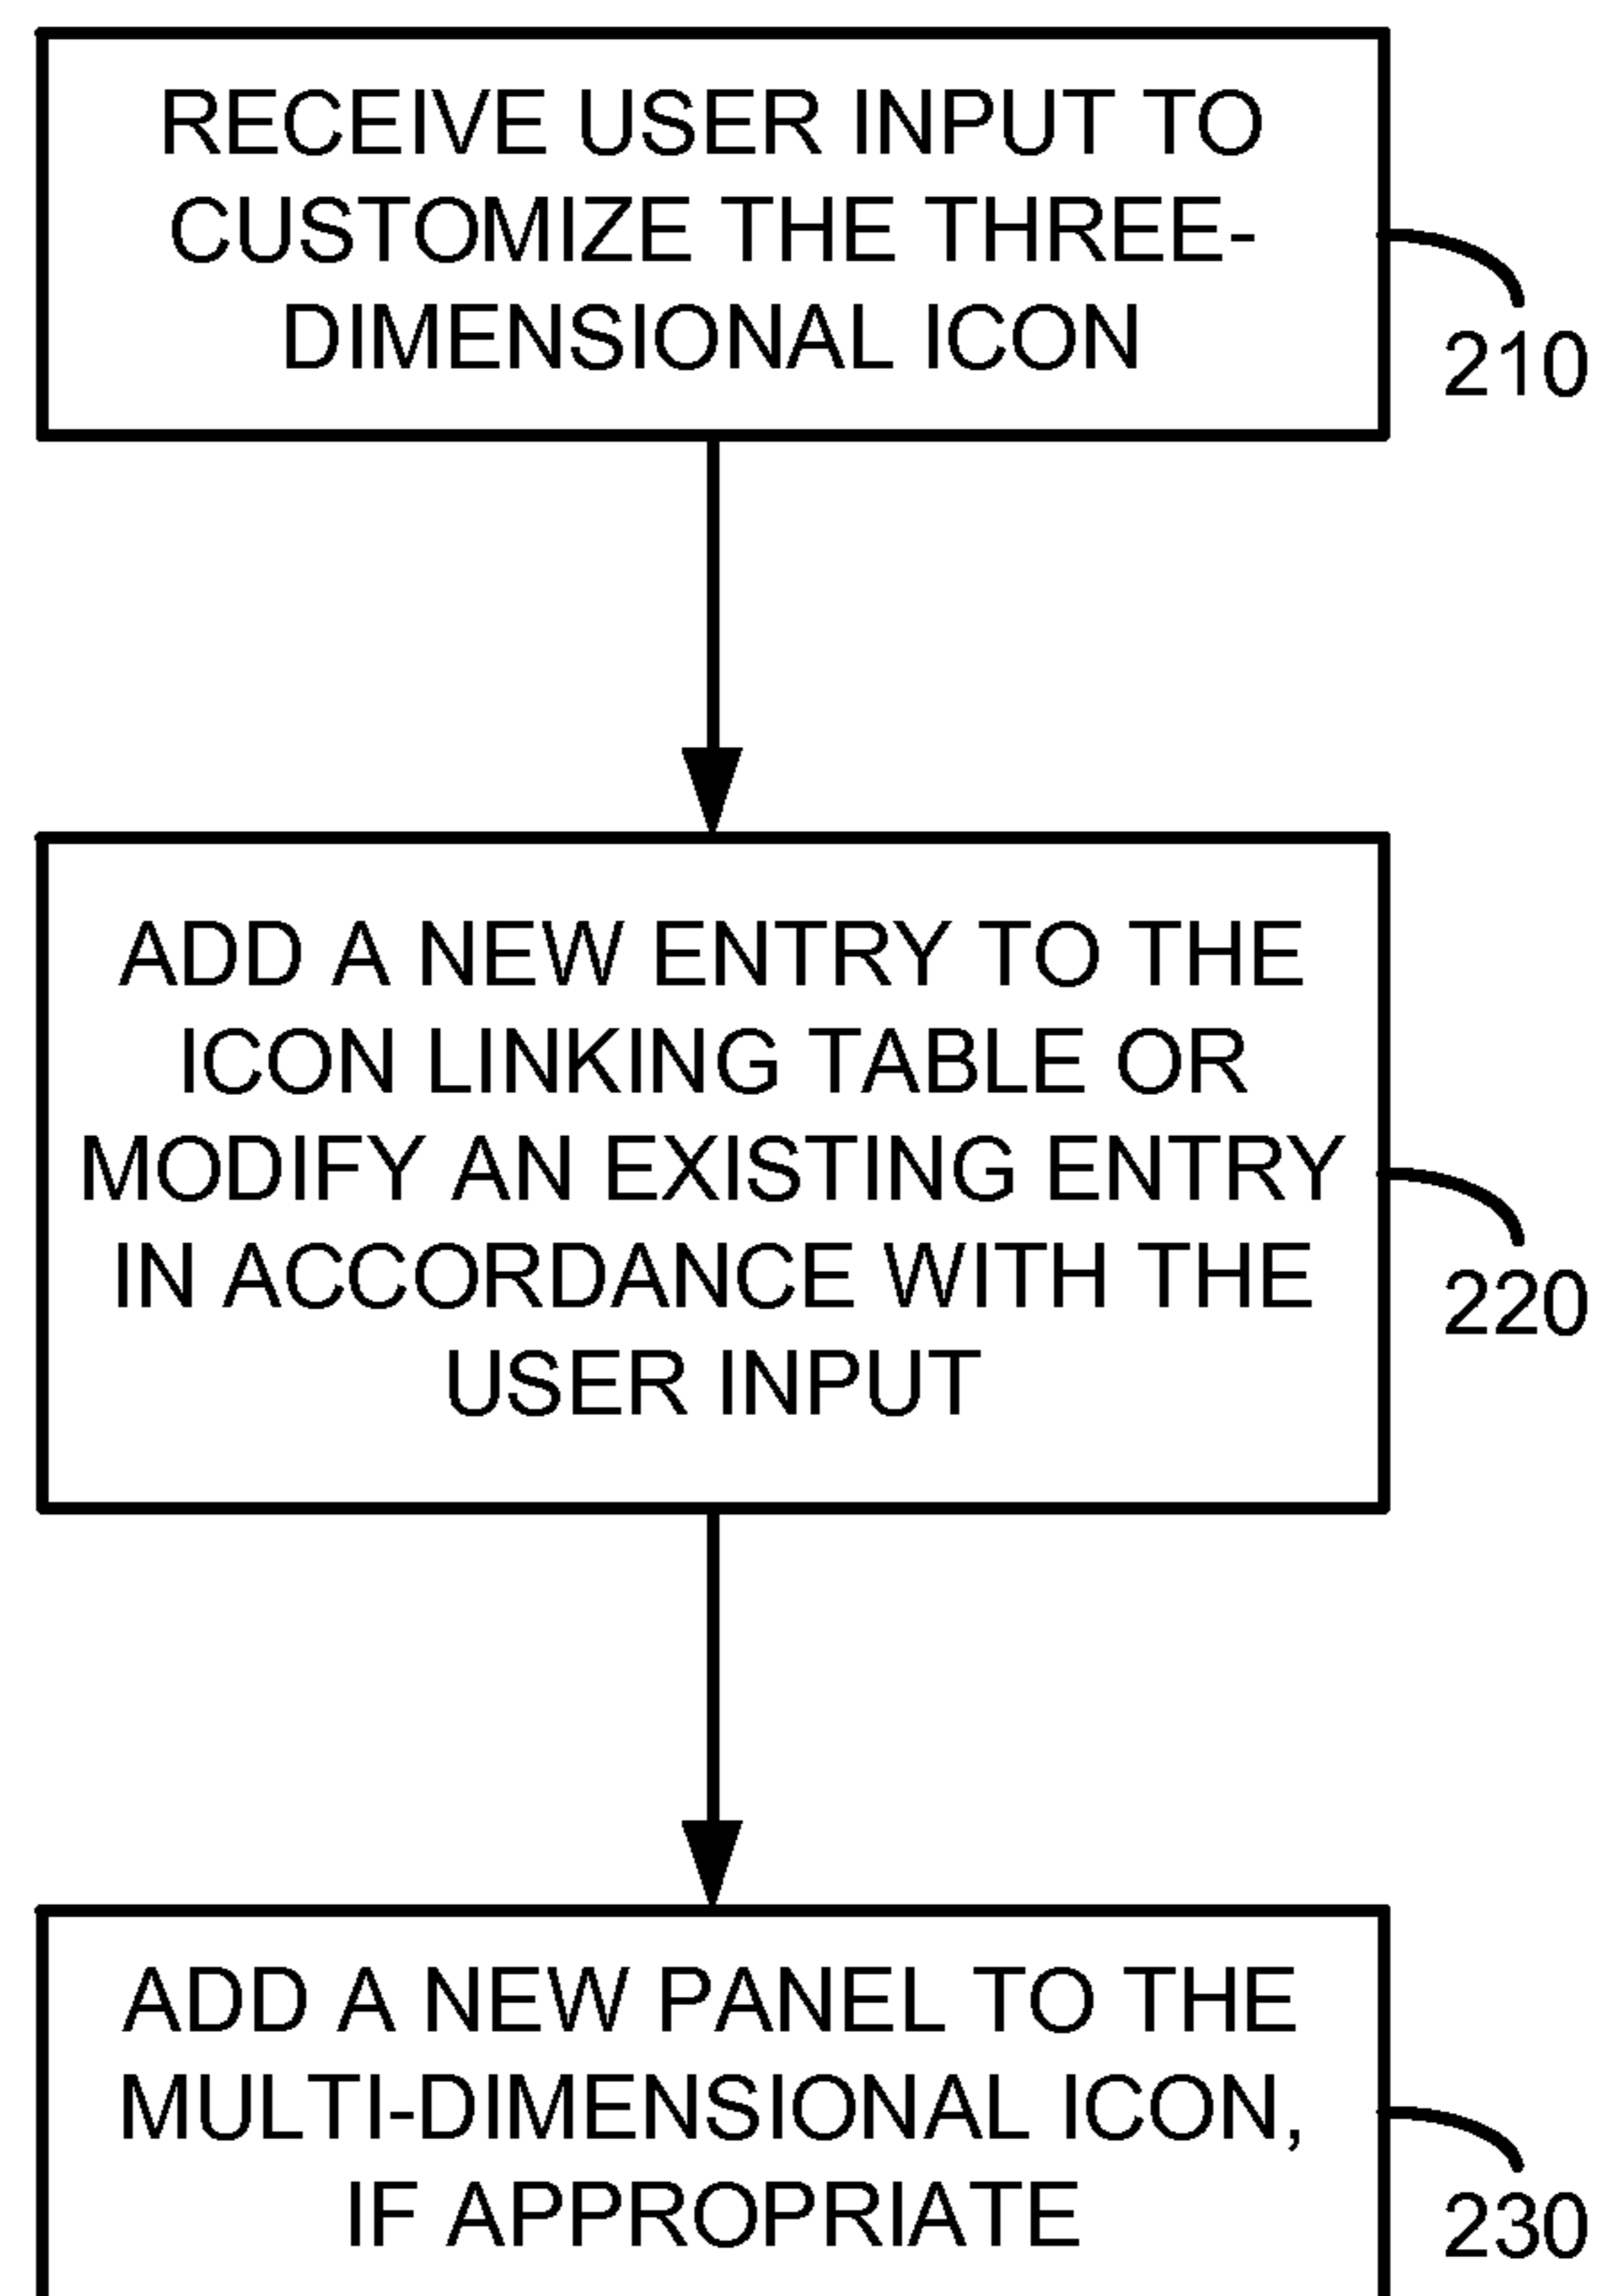 RECEIVE USER INPUT TO
CUSTOMIZE THE THREE-
DIMENSIONAL ICON
210
ADD A NEW ENTRY TO THE
ICON LINKING TABLE OR
MODIFY AN EXISTING ENTRY
IN ACCORDANCE WITH THE
USER INPUT
220
ADD A NEW PANEL TO THE
MULTI-DIMENSIONAL ICON,
IF APPROPRIATE
230